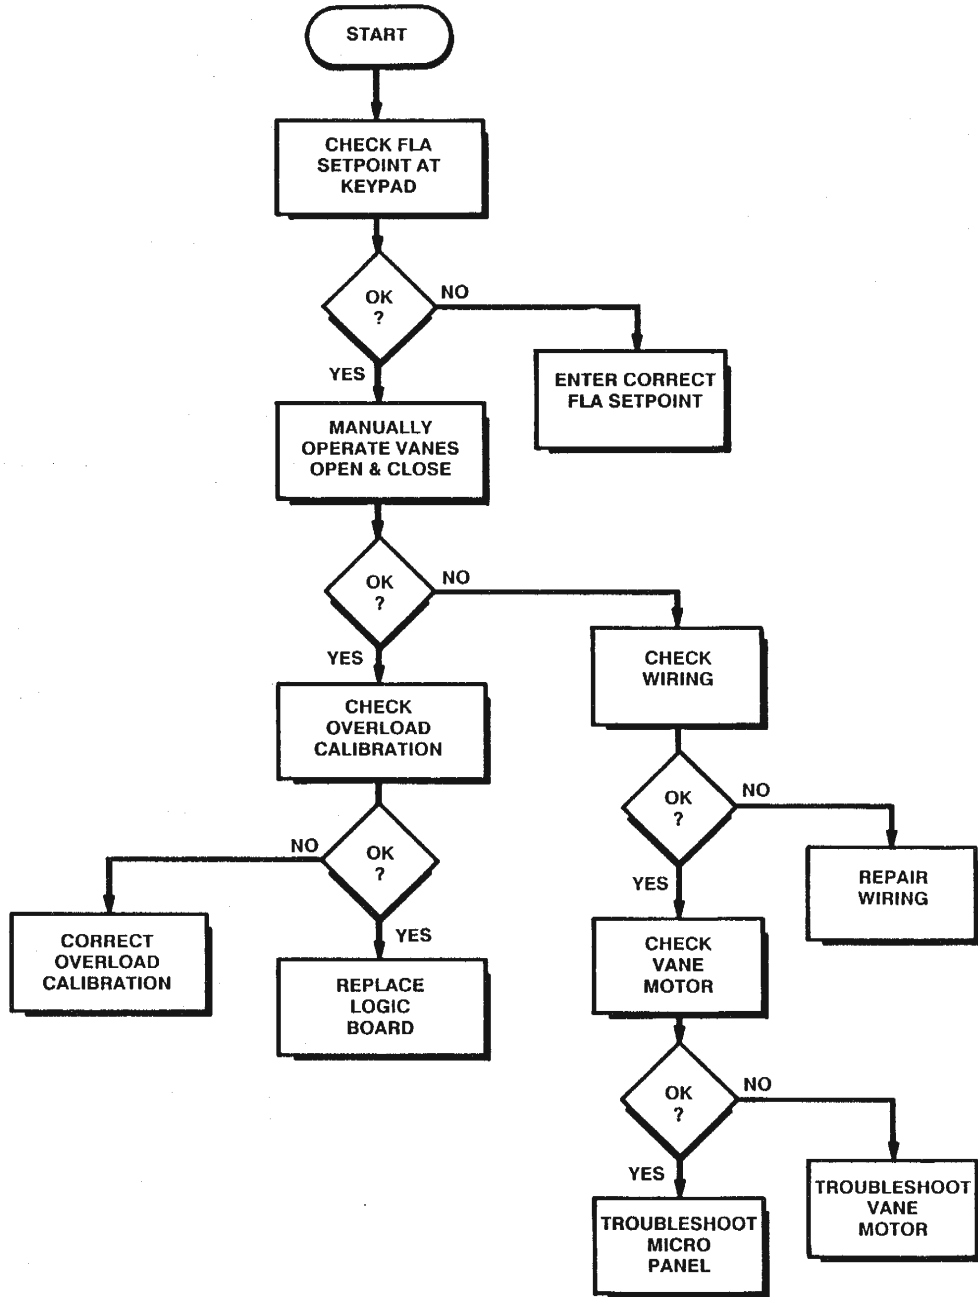 START
CHECK FLA
SETPOINT AT
KEYPAD
OK
?
NO
YES
ENTER CORRECT
FLA SETPOINT
MANUALLY
OPERATE VANES
OPEN & CLOSE
OK
?
NO
YES
CHECK
WIRING
CHECK
OVERLOAD
CALIBRATION
OK
?
NO
YES
REPAIR
WIRING
NO
OK
?
YES
CORRECT
OVERLOAD
CALIBRATION
REPLACE
LOGIC
BOARD
CHECK
VANE
MOTOR
OK
?
NO
YES
TROUBLESHOOT
VANE
MOTOR
TROUBLESHOOT
MICRO
PANEL